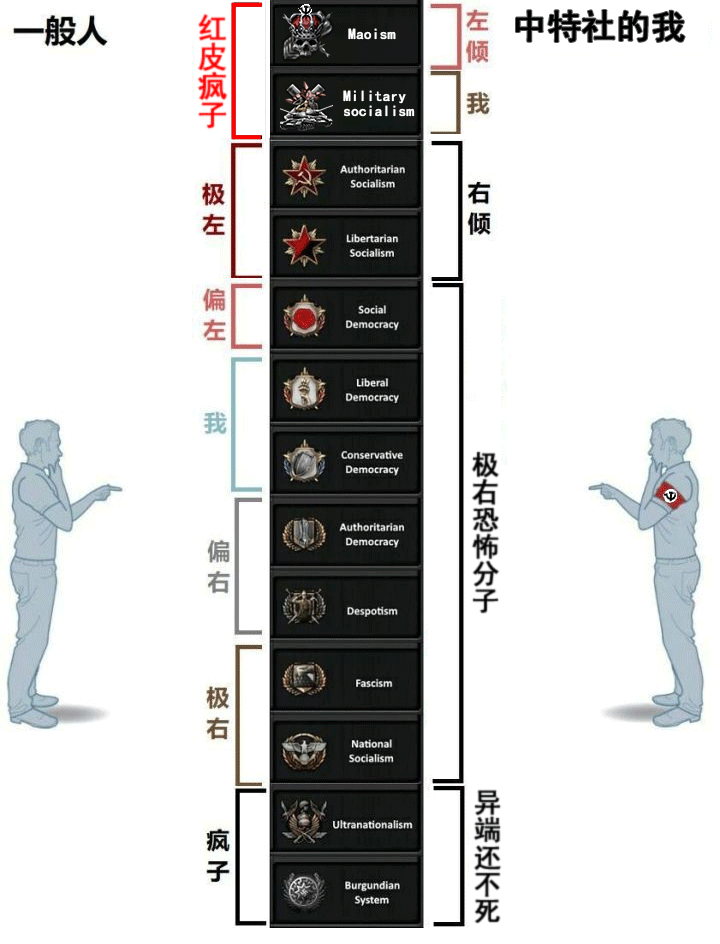 一般人
中特社的我
红皮疯子
Maoism
左倾
Military
socialism
我
极左
Authoritarian
Socialism
右倾
Libertarian
Socialism
偏左
Social
Democracy
我
Liberal
Democracy
Conservative
Democracy
极右恐怖分子
偏右
Authoritarian
Democracy
Despotism
极右
Fascism
National
Socialism
疯子
Ultranationalism
异端还不死
Burgundian
System